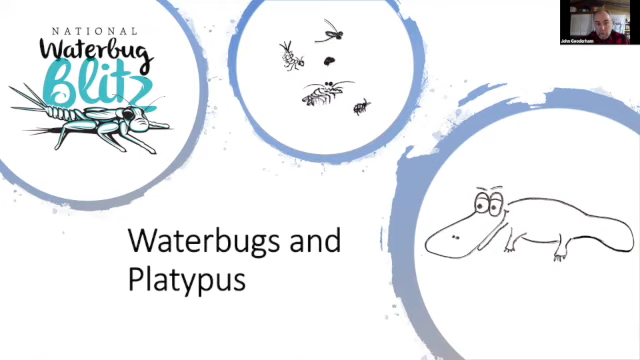 NATIONAL
Waterbug
Blitz
Waterbugs and
Platypus
John Gooderham